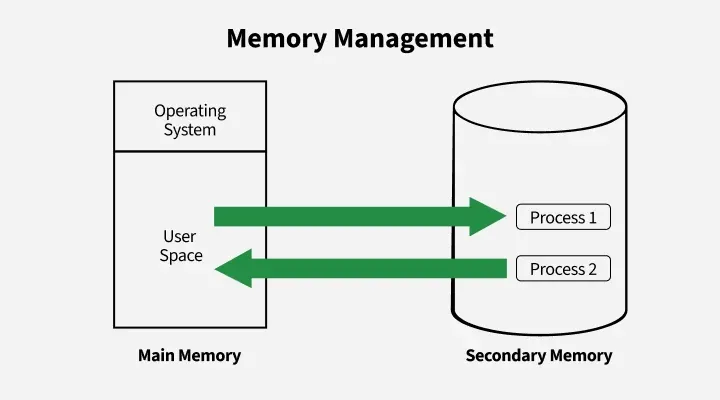 Memory Management
Operating
System
User
Space
Process 1
Process 2
Main Memory
Secondary Memory